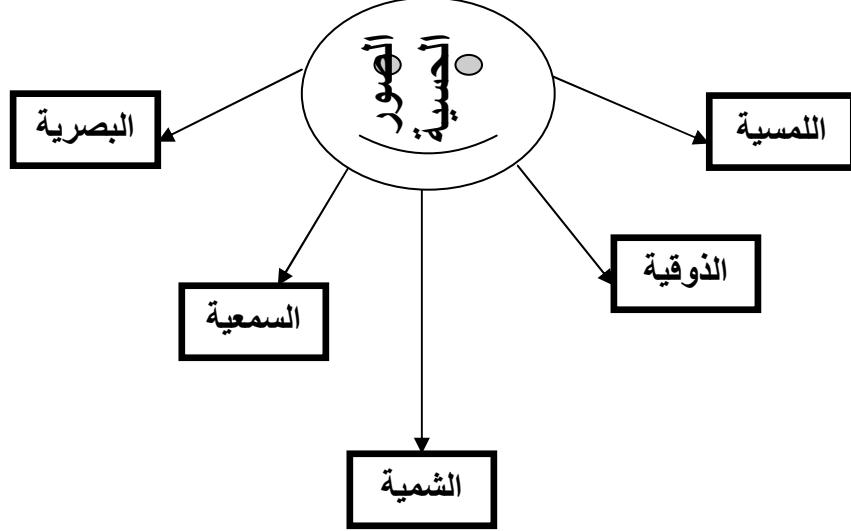 الصور
الحسية
اللمسية
البصرية
الذوقية
السمعية
الشمية